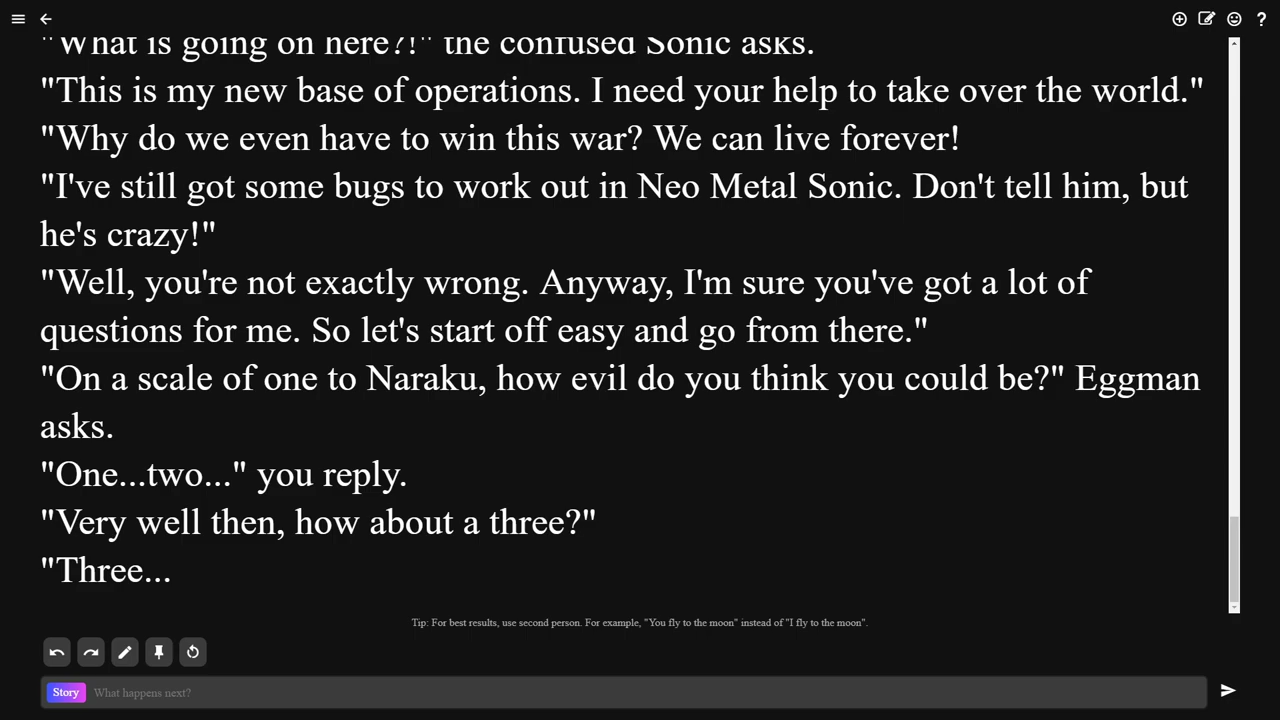 "What is going on here?!" the confused Sonic asks.
"This is my new base of operations. I need your help to take over the world."
"Why do we even have to win this war? We can live forever!
"I've still got some bugs to work out in Neo Metal Sonic. Don't tell him, but
he's crazy!"
"Well, you're not exactly wrong. Anyway, I'm sure you've got a lot of
questions for me. So let's start off easy and go from there."
"On a scale of one to Naraku, how evil do you think you could be?" Eggman
asks.
"One...two..." you reply.
"Very well then, how about a three?"
"Three...
Tip: For best results, use second person. For example, "You fly to the moon" instead of "I fly to the moon".
Story What happens next?